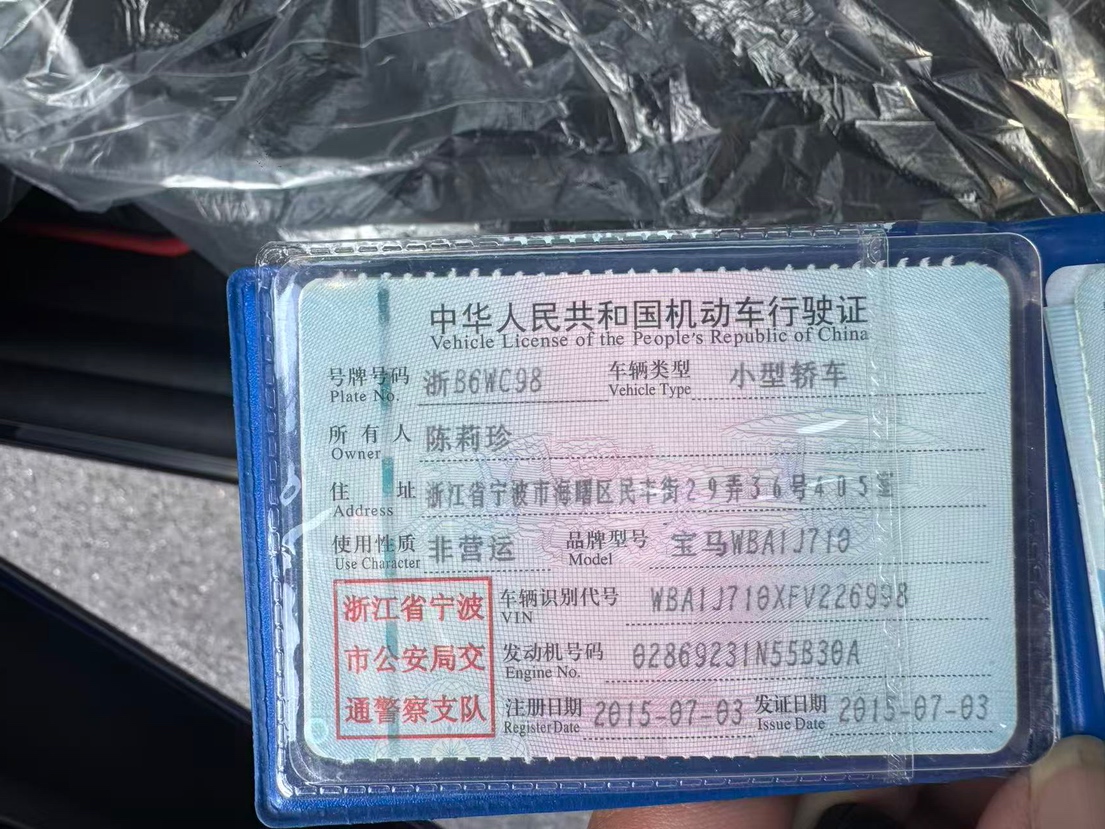 中华人民共和国机动车行驶证
Vehicle License of the People's Republic of China
号牌号码 浙B6WC98 车辆类型 小型轿车
Plate No. Vehicle Type
所有人 陈莉珍
Owner
住址 浙江省宁波市海曙区民丰街29弄36号405室
Address
使用性质 非营运 品牌型号 宝马WBA1J710
Use Character Model
浙江省宁波
市公安局交
通警察支队
车辆识别代号 WBA1J710XFV226998
VIN
发动机号码 02869231N55B30A
Engine No.
注册日期 2015-07-03 发证日期 2015-07-03
Register Date Issue Date